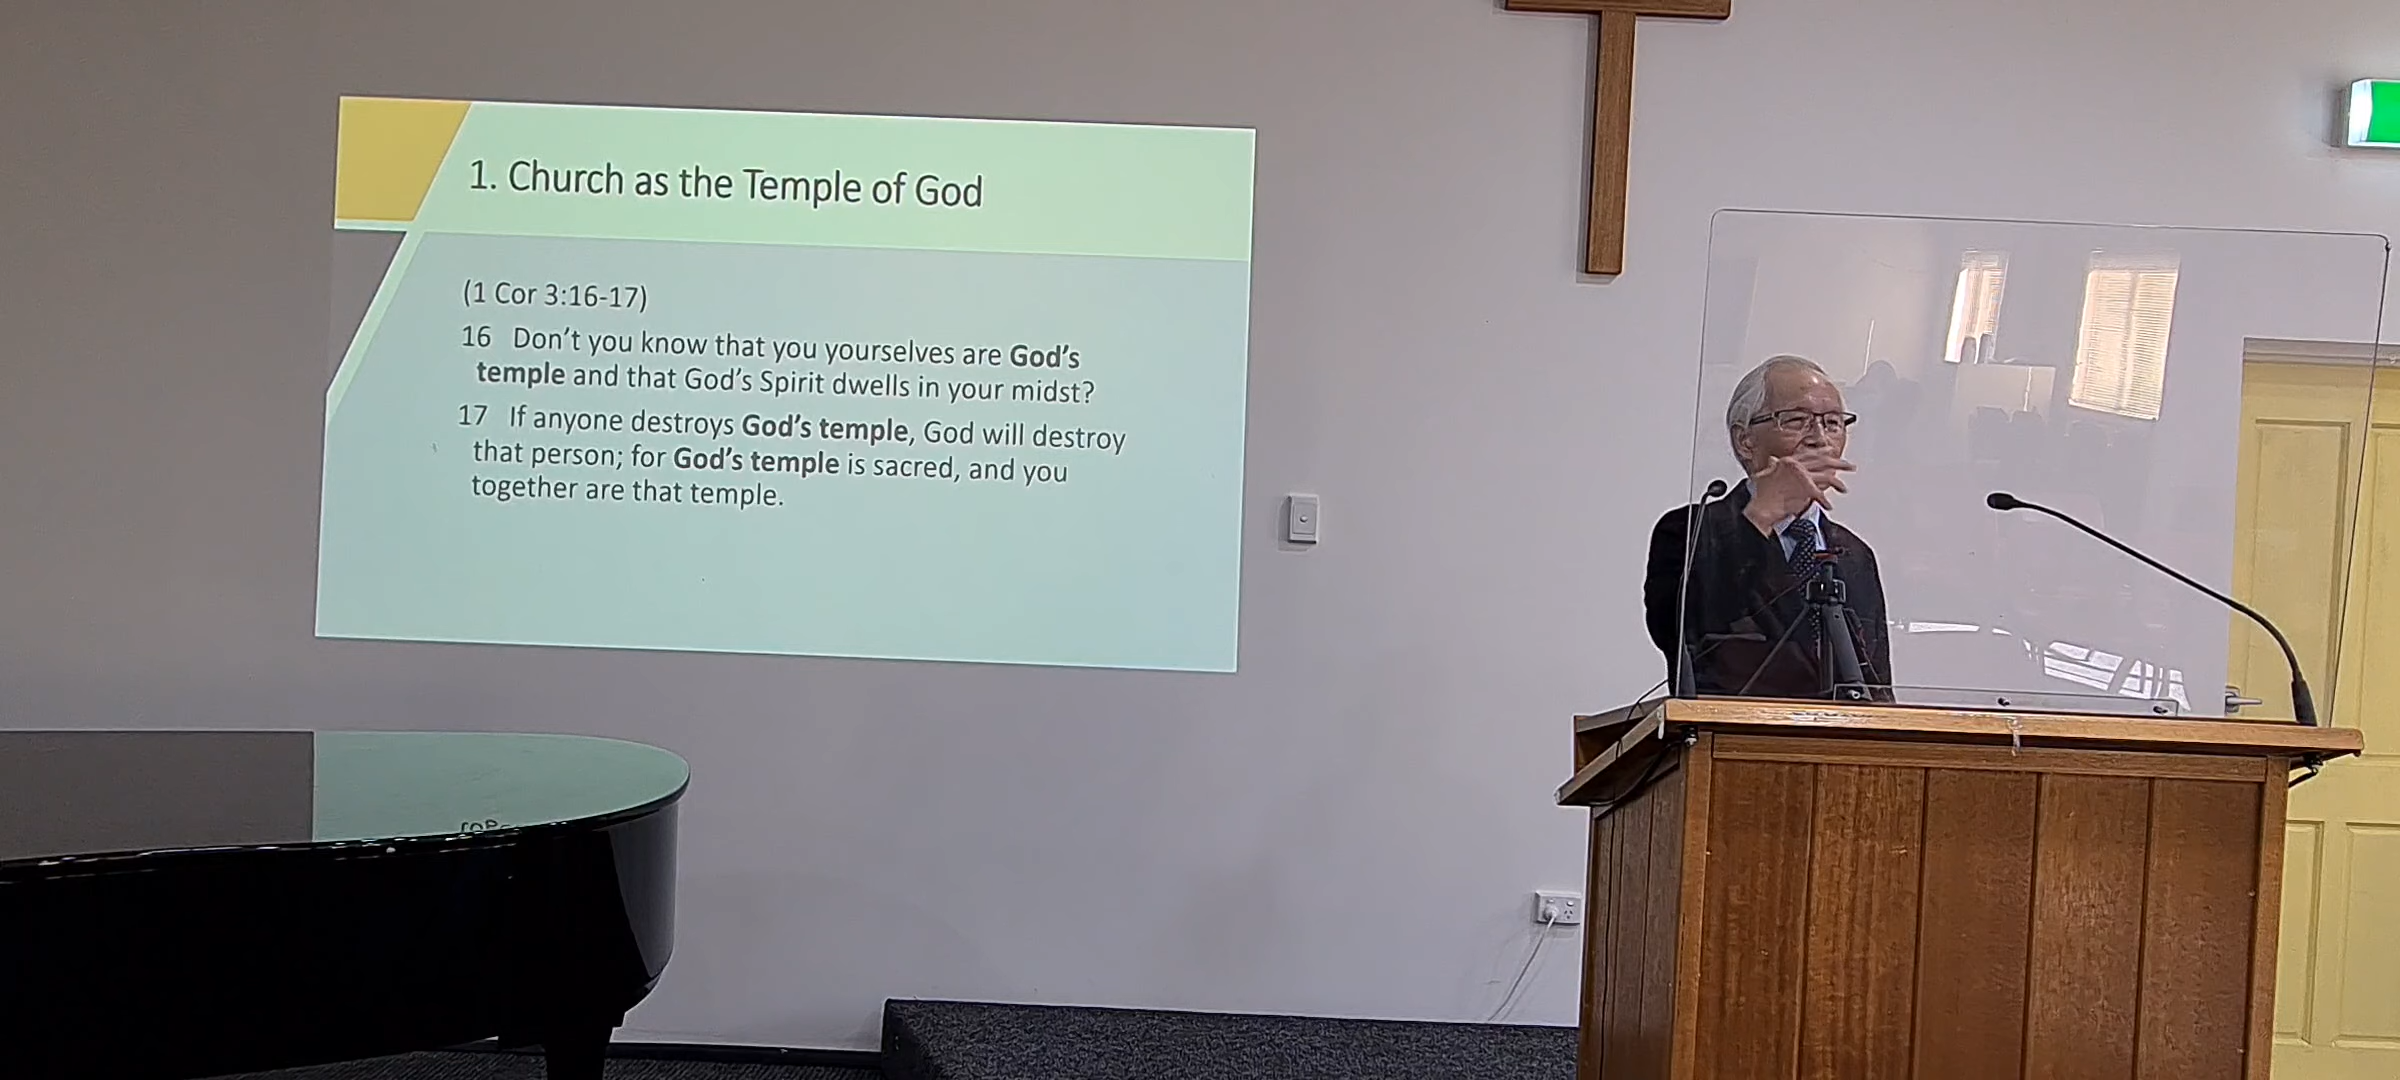 1. Church as the Temple of God
(1 Cor 3:16-17)
16 Don't you know that you yourselves are God's
temple and that God's Spirit dwells in your midst?
17 If anyone destroys God's temple, God will destroy
that person; for God's temple is sacred, and you
together are that temple.